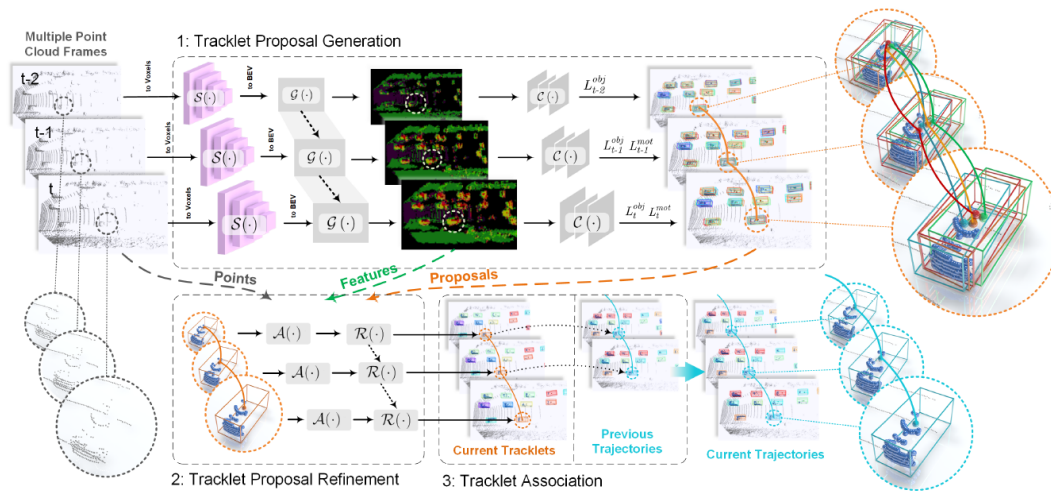 Multiple Point
Cloud Frames
1: Tracklet Proposal Generation
t-2
to Voxels
S(·)
to BEV
G(·)
C(·)
L^{obj}_{t-2}
t-1
to Voxels
S(·)
to BEV
G(·)
C(·)
L^{obj}_{t-1} L^{mot}_{t-1}
t
to Voxels
S(·)
to BEV
G(·)
C(·)
L^{obj}_t L^{mot}_t
Points
Features
Proposals
A(·)
R(·)
A(·)
R(·)
A(·)
R(·)
Current Tracklets
Previous
Trajectories
Current Trajectories
2: Tracklet Proposal Refinement
3: Tracklet Association